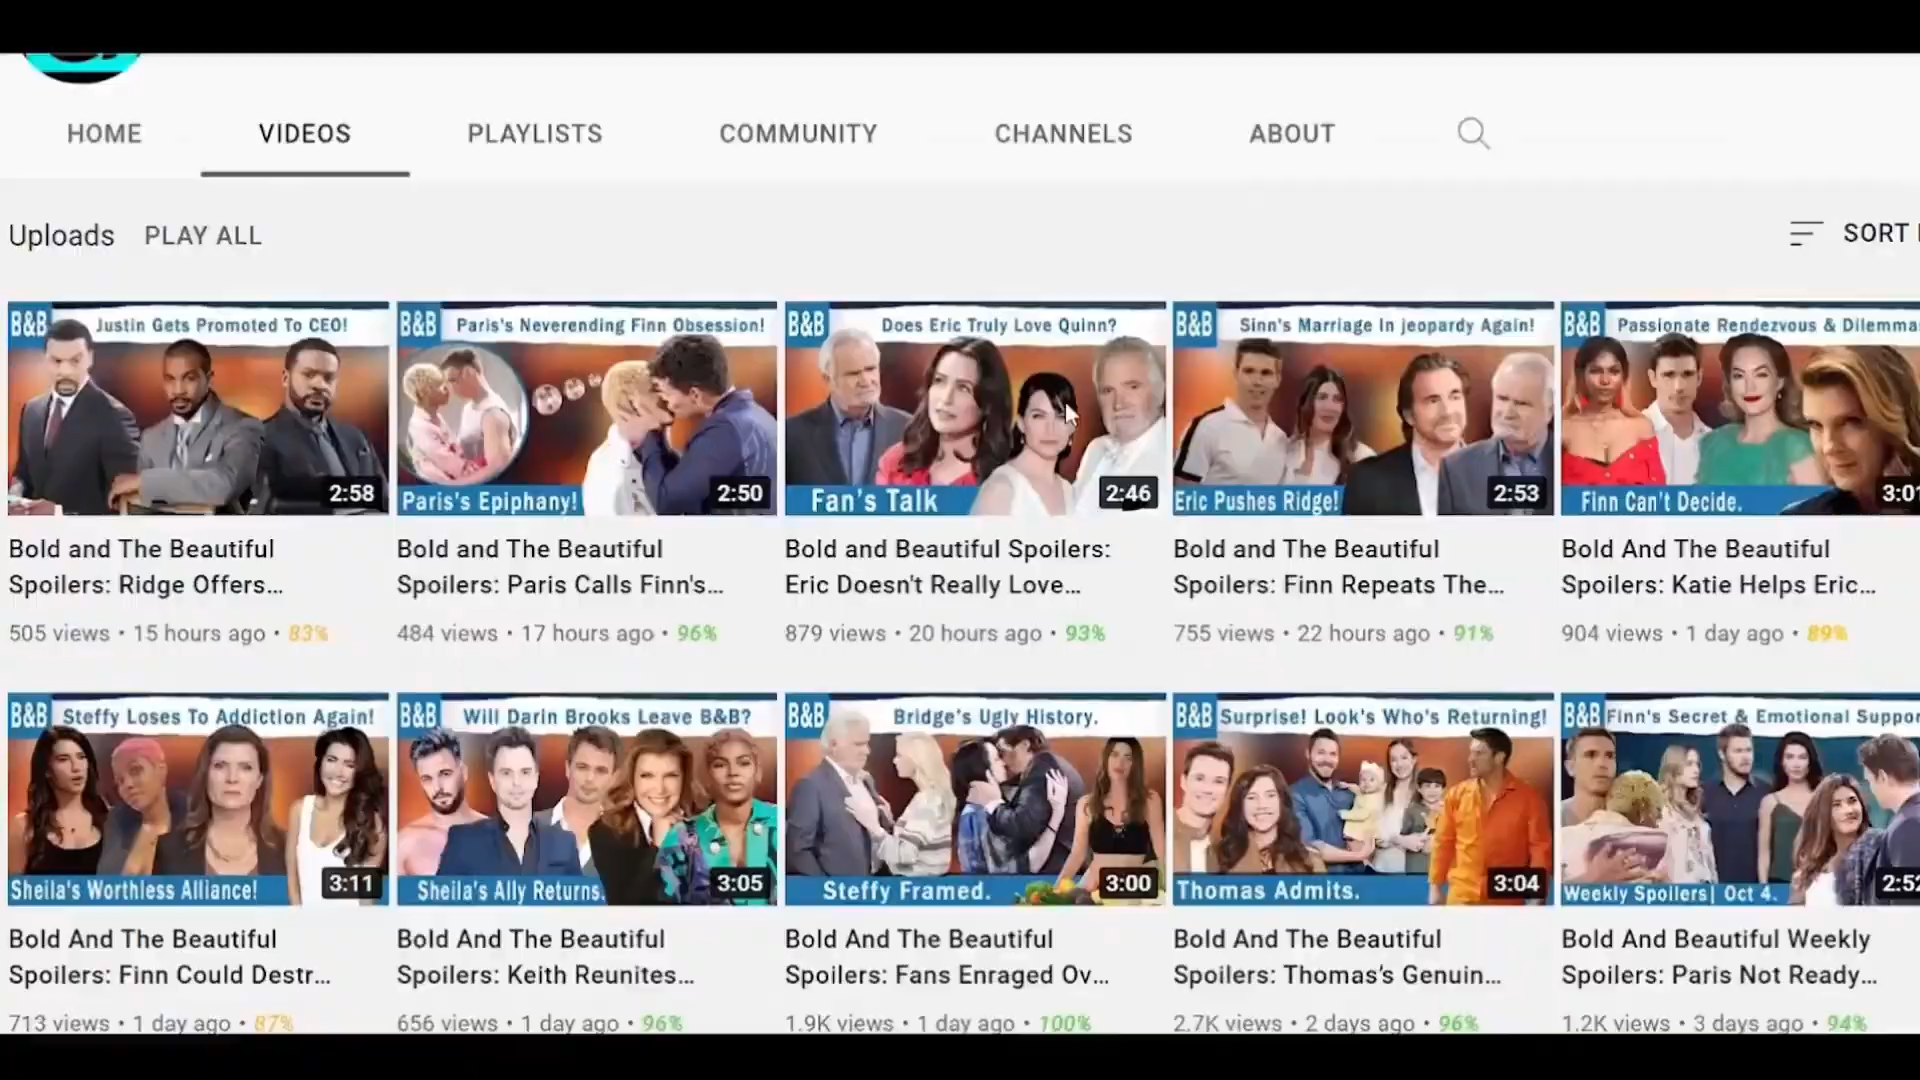 HOME VIDEOS PLAYLISTS COMMUNITY CHANNELS ABOUT
Uploads PLAY ALL SORT
B&B Justin Gets Promoted To CEO!
2:58
Bold and The Beautiful
Spoilers: Ridge Offers...
505 views • 15 hours ago • 83%
B&B Paris's Neverending Finn Obsession!
Paris's Epiphany! 2:50
Bold and The Beautiful
Spoilers: Paris Calls Finn's...
484 views • 17 hours ago • 96%
B&B Does Eric Truly Love Quinn?
Fan's Talk 2:46
Bold and Beautiful Spoilers:
Eric Doesn't Really Love...
879 views • 20 hours ago • 93%
B&B Sinn's Marriage In jeopardy Again!
Eric Pushes Ridge! 2:53
Bold and The Beautiful
Spoilers: Finn Repeats The...
755 views • 22 hours ago • 91%
B&B Passionate Rendezvous & Dilemma
Finn Can't Decide. 3:01
Bold And The Beautiful
Spoilers: Katie Helps Eric...
904 views • 1 day ago • 89%
B&B Steffy Loses To Addiction Again!
Sheila's Worthless Alliance! 3:11
Bold And The Beautiful
Spoilers: Finn Could Destr...
713 views • 1 day ago • 87%
B&B Will Darin Brooks Leave B&B?
Sheila's Ally Returns. 3:05
Bold And The Beautiful
Spoilers: Keith Reunites...
656 views • 1 day ago • 96%
B&B Bridge's Ugly History.
Steffy Framed. 3:00
Bold And The Beautiful
Spoilers: Fans Enraged Ov...
1.9K views • 1 day ago • 100%
B&B Surprise! Look's Who's Returning!
Thomas Admits. 3:04
Bold And The Beautiful
Spoilers: Thomas's Genuin...
2.7K views • 2 days ago • 96%
B&B Finn's Secret & Emotional Suppor
Weekly Spoilers| Oct 4. 2:52
Bold And Beautiful Weekly
Spoilers: Paris Not Ready...
1.2K views • 3 days ago • 94%